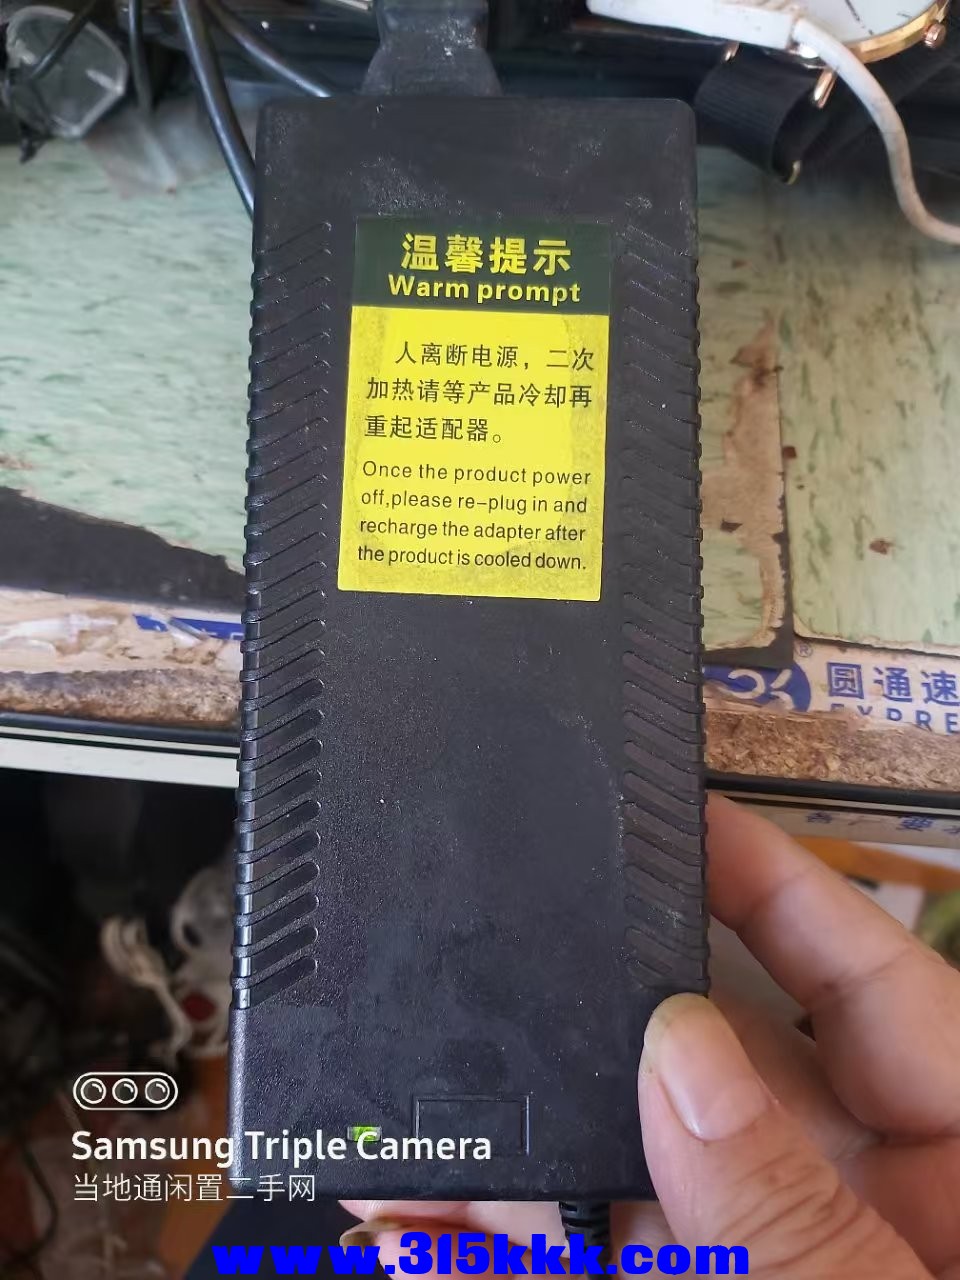 温馨提示
Warm prompt
人离断电源，二次
加热请等产品冷却再
重起适配器。
Once the product power
off,please re-plug in and
recharge the adapter after
the product is cooled down.
圆通速
EXPRE
Samsung Triple Camera
当地通闲置二手网
www.315kkk.com